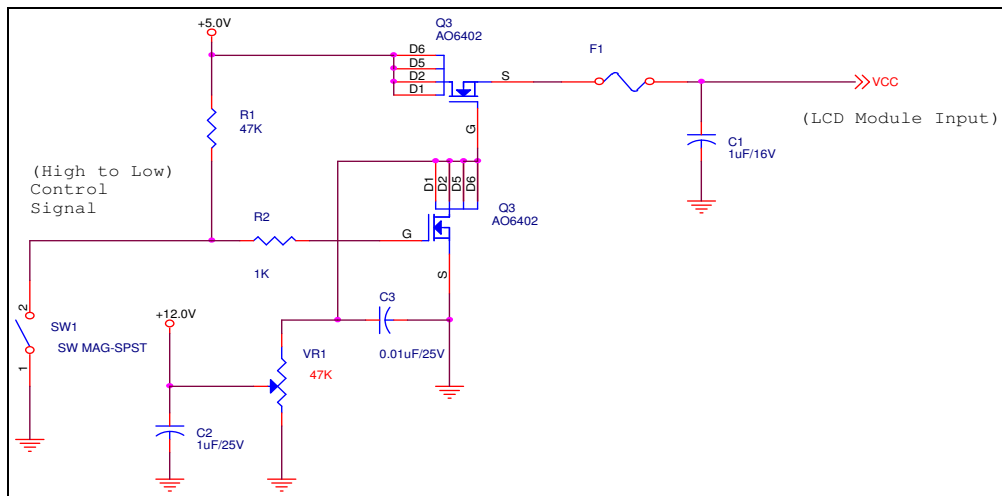 +5.0V
Q3
AO6402
D6
D5
D2
D1
S
G
F1
VCC
(LCD Module Input)
C1
1uF/16V
R1
47K
(High to Low)
Control
Signal
D1
D2
D5
D6
Q3
AO6402
R2
1K
G
S
2
SW1
SW MAG-SPST
1
+12.0V
C3
0.01uF/25V
VR1
47K
C2
1uF/25V